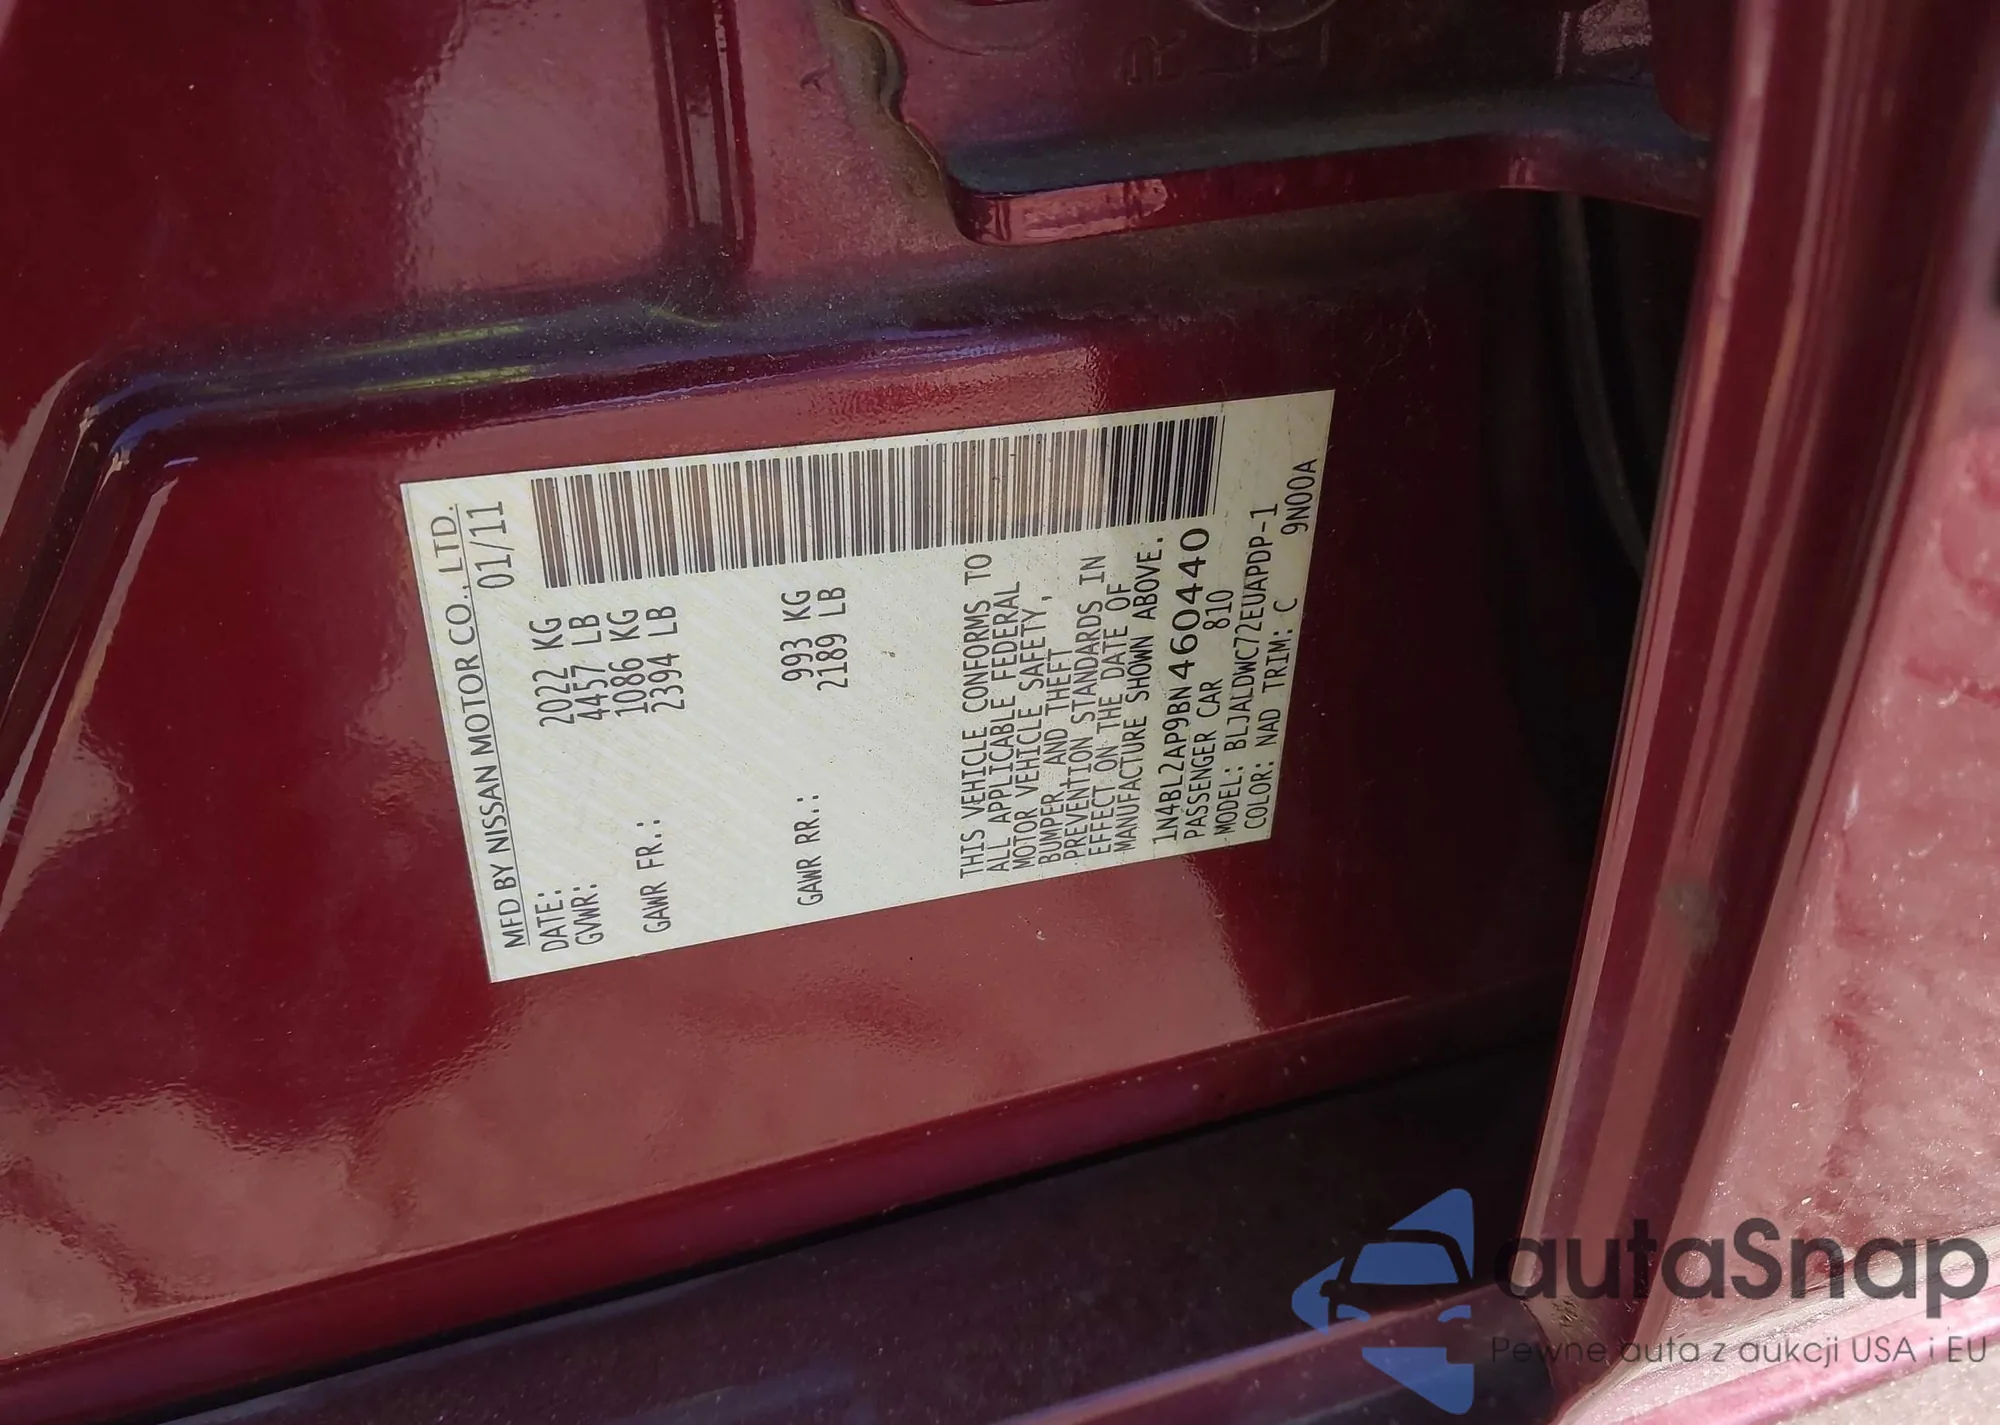 MFD BY NISSAN MOTOR CO., LTD.
DATE: 01/11
GVWR: 2022 KG
4457 LB
GAWR FR.: 1086 KG
2394 LB
GAWR RR.: 993 KG
2189 LB
THIS VEHICLE CONFORMS TO
ALL APPLICABLE FEDERAL
MOTOR VEHICLE SAFETY,
BUMPER, AND THEFT
PREVENTION STANDARDS IN
EFFECT ON THE DATE OF
MANUFACTURE SHOWN ABOVE.
1N4BL2AP9BN460440
PASSENGER CAR 810
MODEL: BLJALDWC72EUAPDP-1
COLOR: NAD TRIM: C 9N00A
autaSnap
Pewne auta z aukcji USA i EU